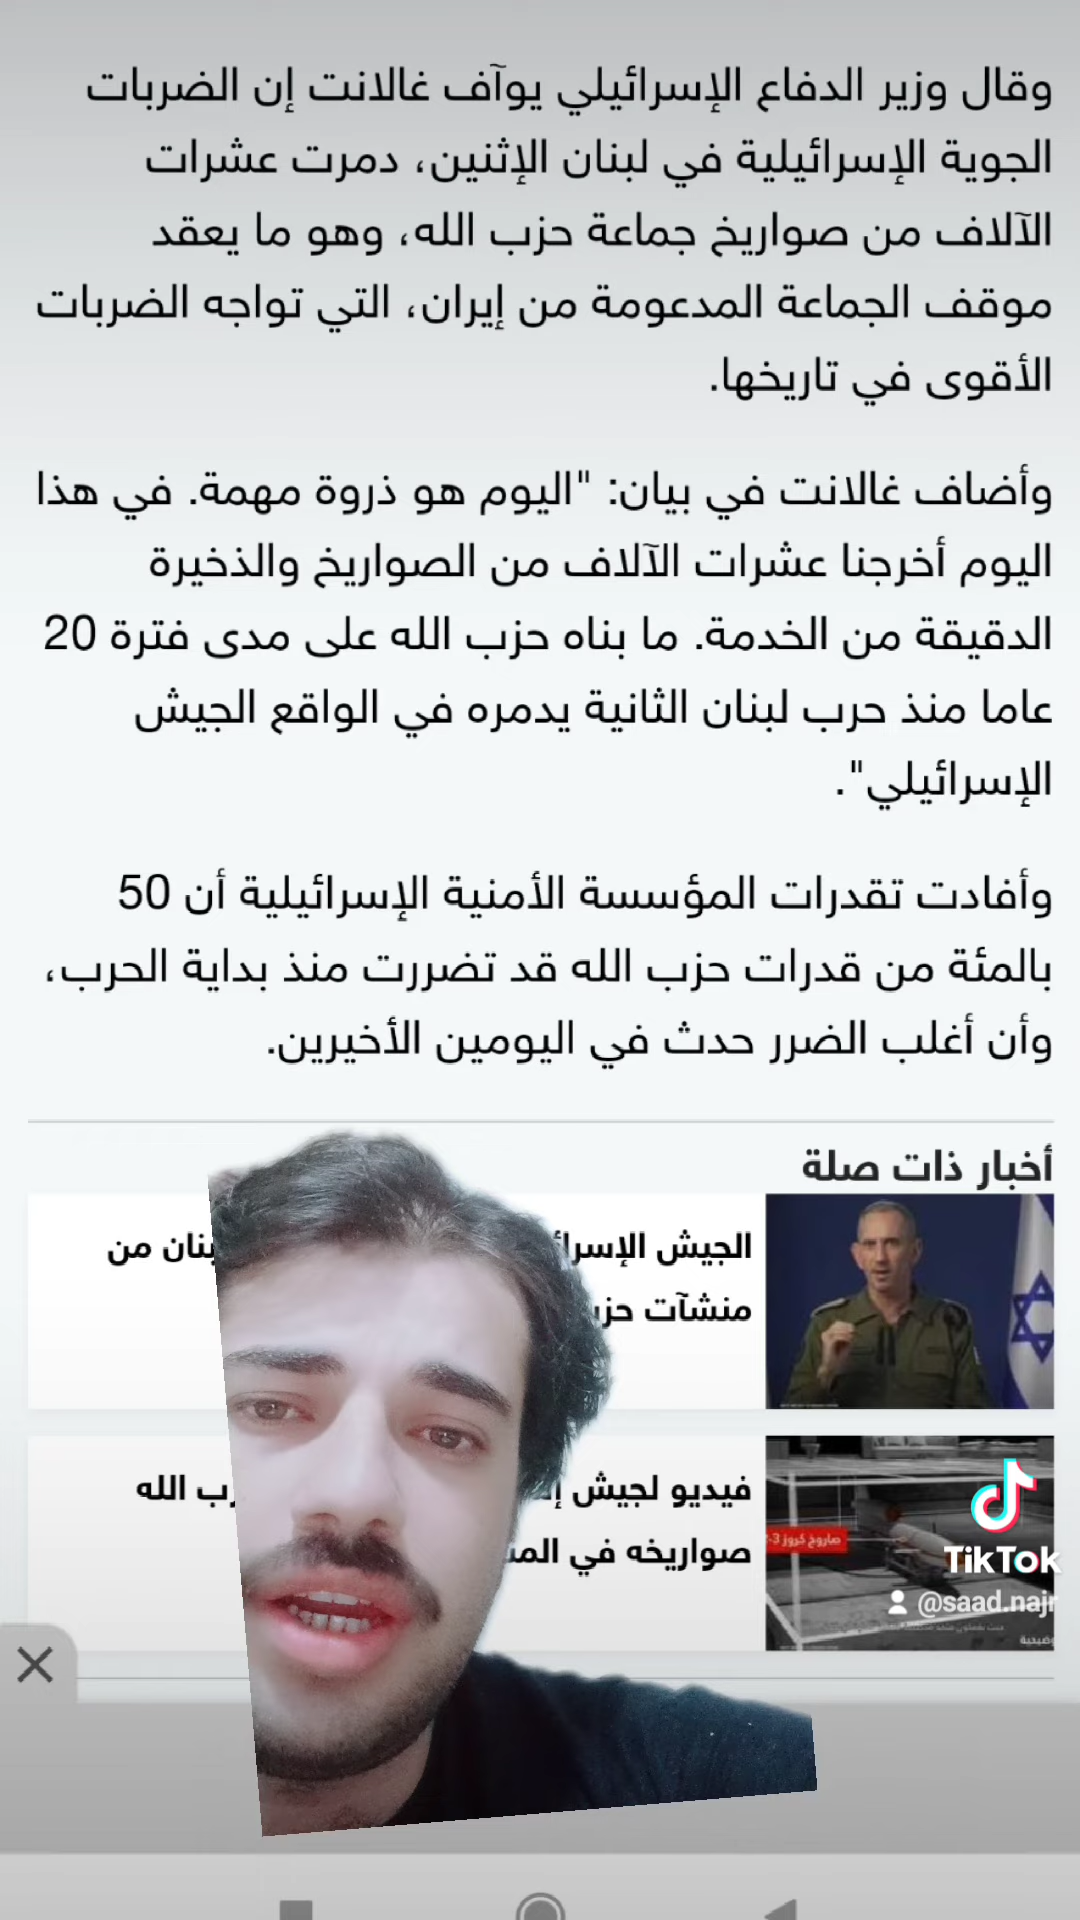 وقال وزير الدفاع الإسرائيلي يوآف غالانت إن الضربات
الجوية الإسرائيلية في لبنان الإثنين، دمرت عشرات
الآلاف من صواريخ جماعة حزب الله، وهو ما يعقد
موقف الجماعة المدعومة من إيران، التي تواجه الضربات
الأقوى في تاريخها.
وأضاف غالانت في بيان: "اليوم هو ذروة مهمة. في هذا
اليوم أخرجنا عشرات الآلاف من الصواريخ والذخيرة
الدقيقة من الخدمة. ما بناه حزب الله على مدى فترة 20
عاما منذ حرب لبنان الثانية يدمره في الواقع الجيش
الإسرائيلي".
وأفادت تقدرات المؤسسة الأمنية الإسرائيلية أن 50
بالمئة من قدرات حزب الله قد تضررت منذ بداية الحرب،
وأن أغلب الضرر حدث في اليومين الأخيرين.
أخبار ذات صلة
الجيش من
منشآت
فيديو لجيش الله
صواريخه في
صاروخ كروز
TikTok
@saad.najr